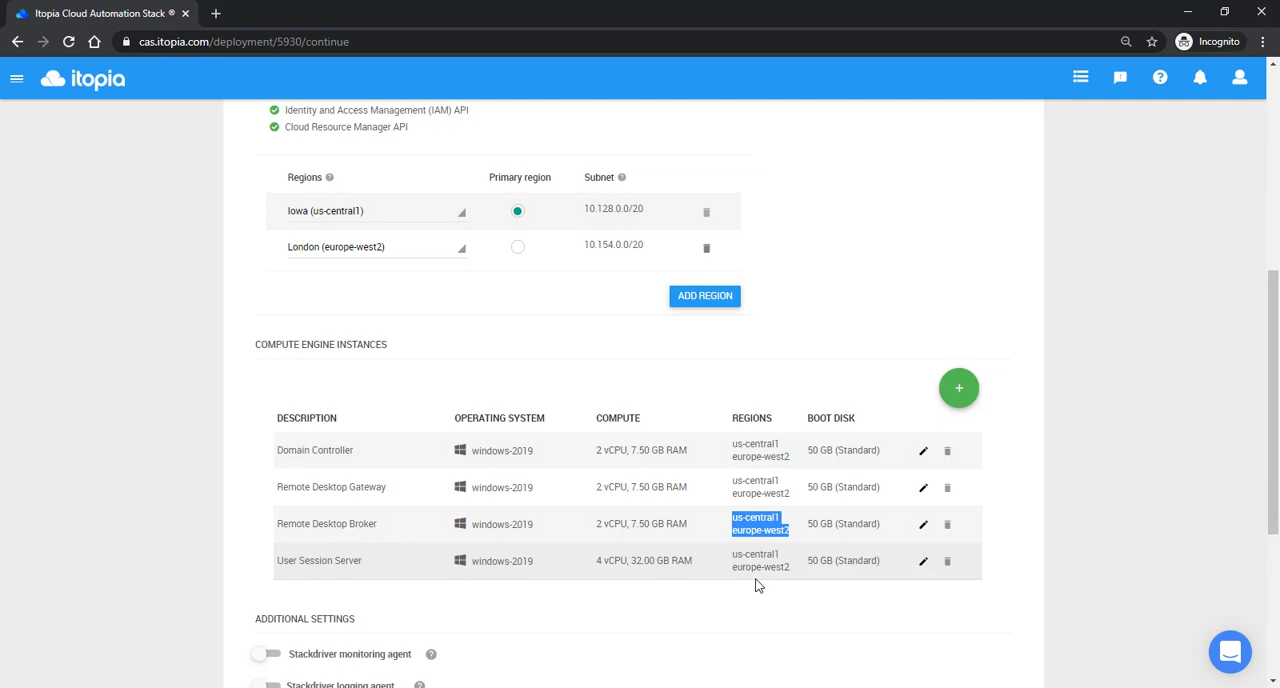 Itopia Cloud Automation Stack ®
cas.itopia.com/deployment/5930/continue
Incognito
itopia
Identity and Access Management (IAM) API
Cloud Resource Manager API
Regions Primary region Subnet
Iowa (us-central1) 10.128.0.0/20
London (europe-west2) 10.154.0.0/20
ADD REGION
COMPUTE ENGINE INSTANCES
+
DESCRIPTION OPERATING SYSTEM COMPUTE REGIONS BOOT DISK
Domain Controller windows-2019 2 vCPU, 7.50 GB RAM us-central1 50 GB (Standard)
europe-west2
Remote Desktop Gateway windows-2019 2 vCPU, 7.50 GB RAM us-central1 50 GB (Standard)
europe-west2
Remote Desktop Broker windows-2019 2 vCPU, 7.50 GB RAM us-central1 50 GB (Standard)
europe-west2
User Session Server windows-2019 4 vCPU, 32.00 GB RAM us-central1 50 GB (Standard)
europe-west2
ADDITIONAL SETTINGS
Stackdriver monitoring agent
Stackdriver logging agent